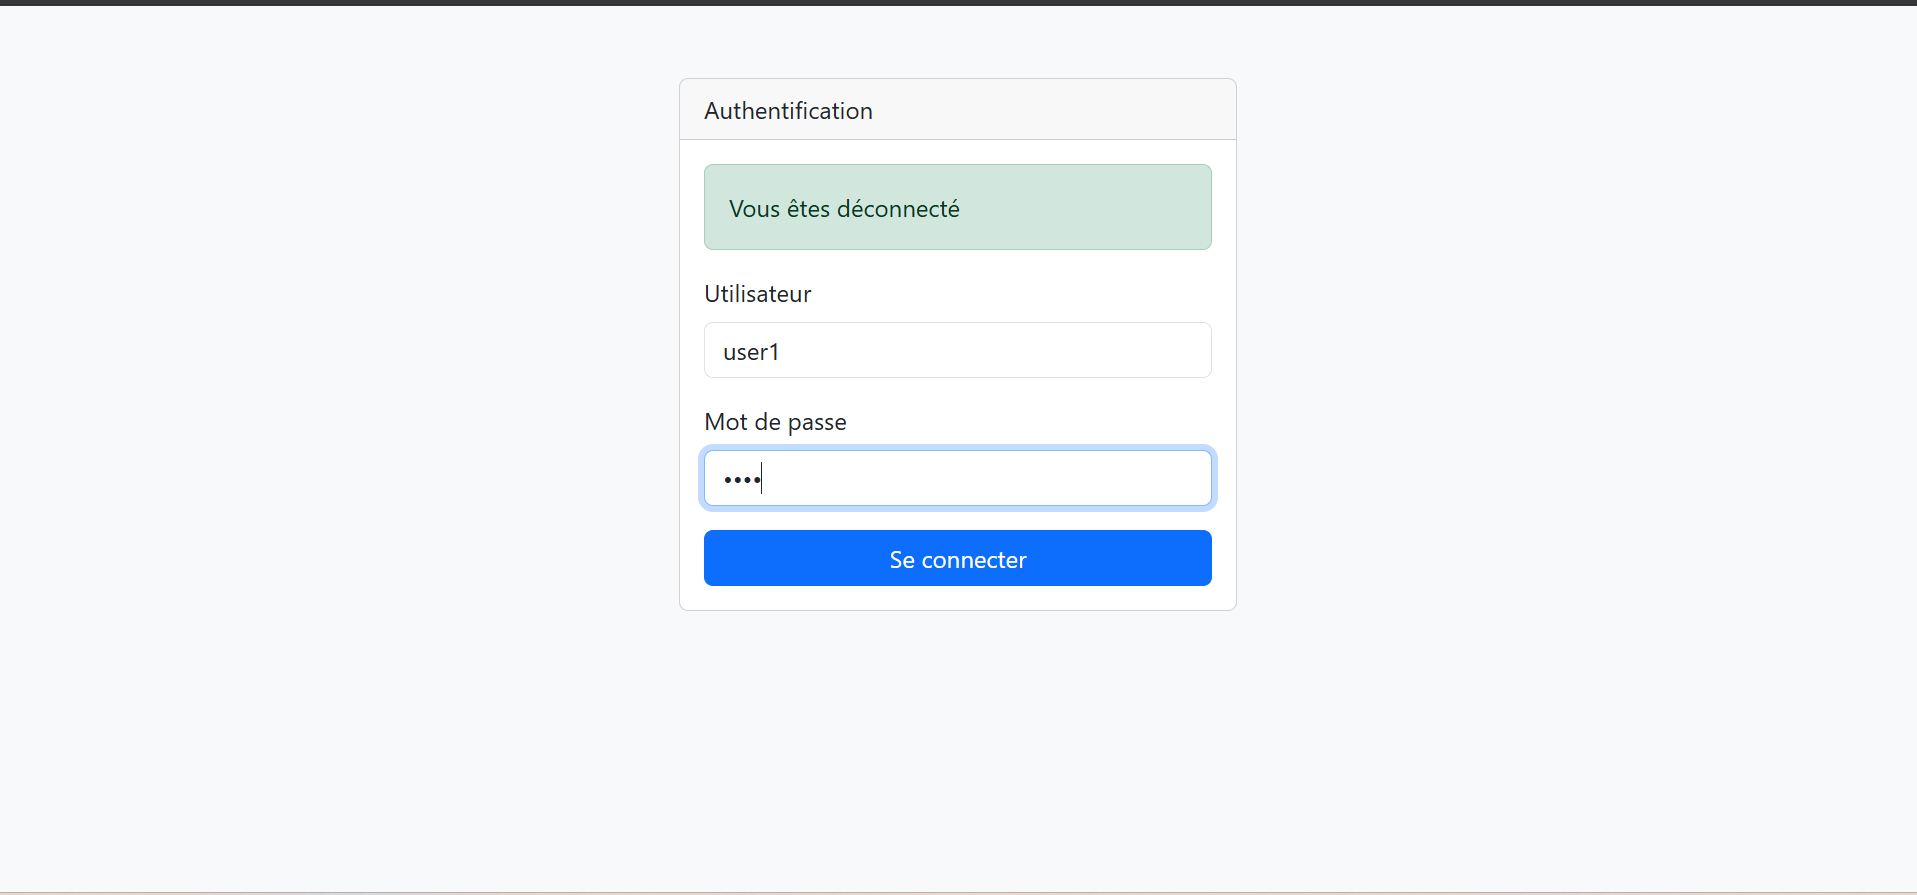 Authentification
Vous êtes déconnecté
Utilisateur
user1
Mot de passe
••••
Se connecter